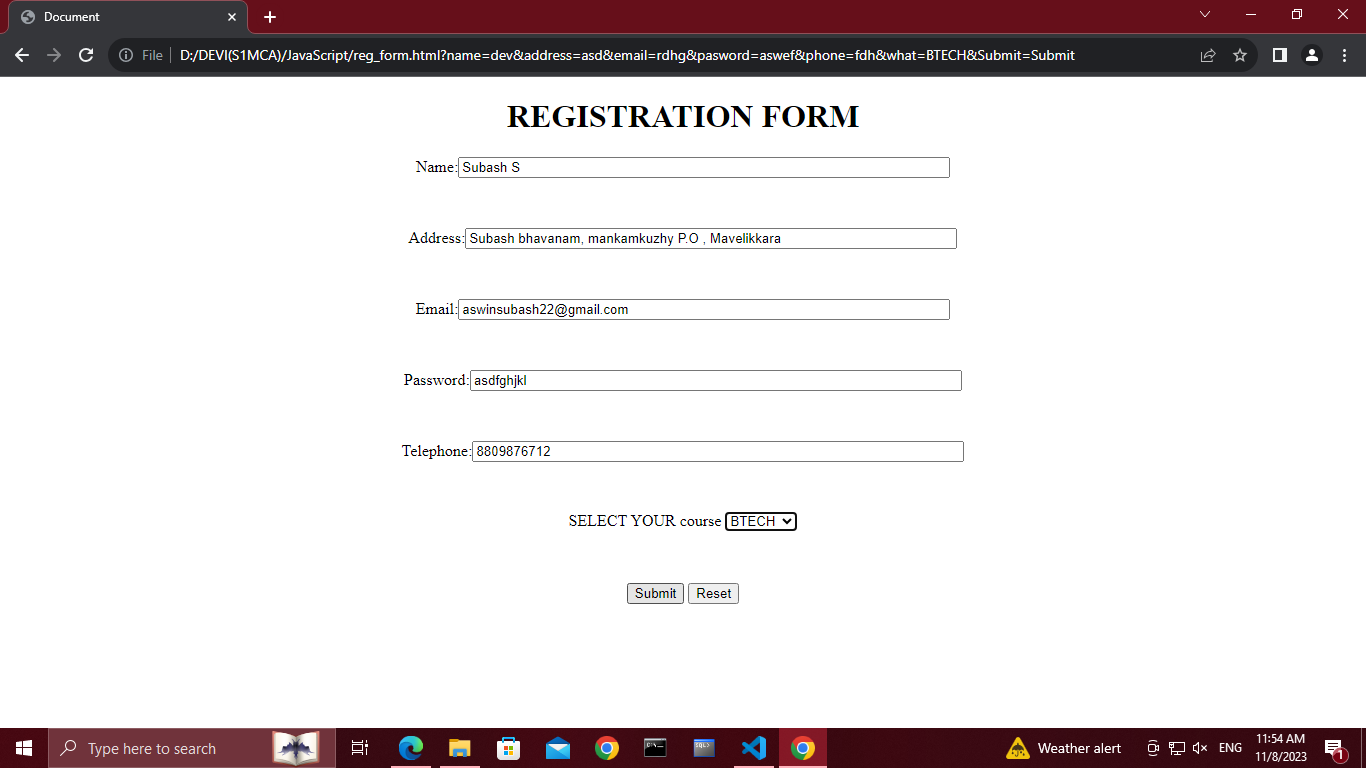 Document
File D:/DEVI(S1MCA)/JavaScript/reg_form.html?name=dev&address=asd&email=rdhg&pasword=aswef&phone=fdh&what=BTECH&Submit=Submit
REGISTRATION FORM
Name: Subash S
Address: Subash bhavanam, mankamkuzhy P.O , Mavelikkara
Email: aswinsubash22@gmail.com
Password: asdfghjkl
Telephone: 8809876712
SELECT YOUR course BTECH
Submit Reset
Type here to search Weather alert ENG 11:54 AM
11/8/2023 1